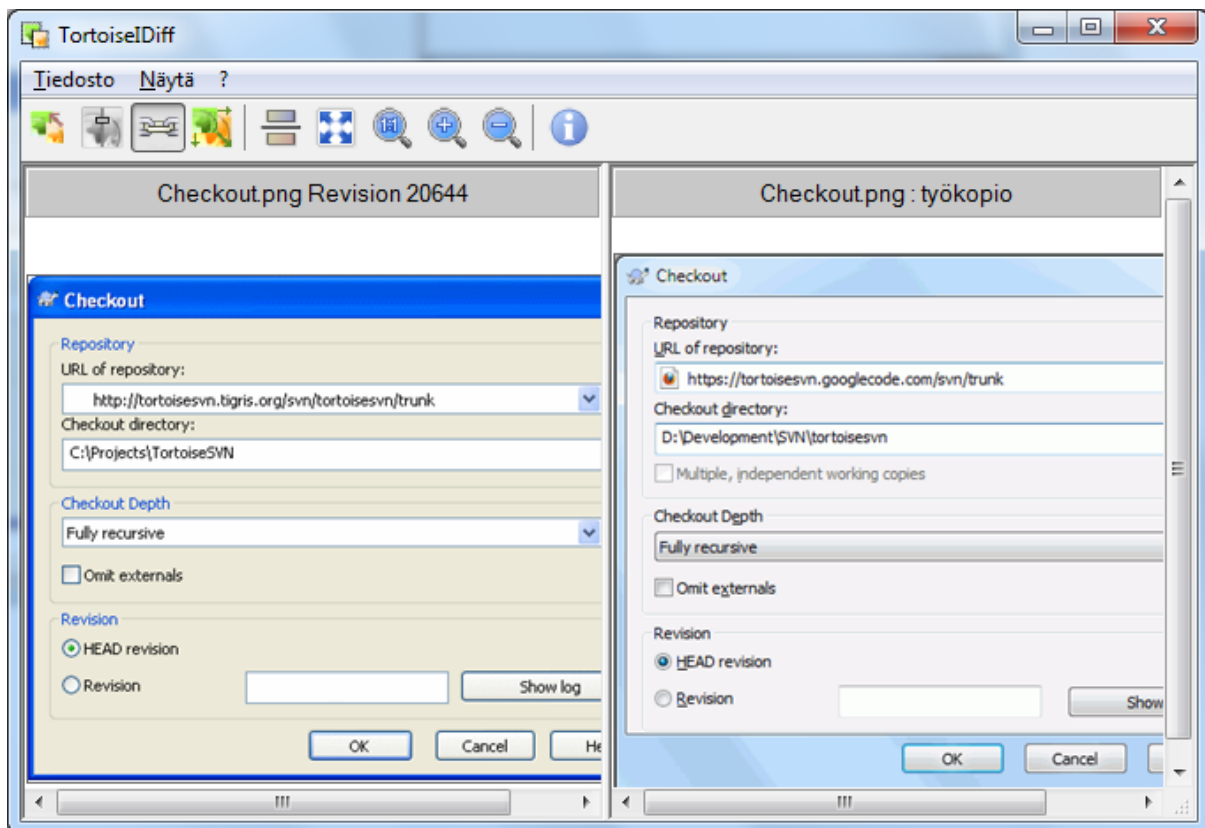 TortoiseIDiff
Tiedosto Näytä ?
Checkout.png Revision 20644
Checkout
Repository
URL of repository:
http://tortoisesvn.tigris.org/svn/tortoisesvn/trunk
Checkout directory:
C:\Projects\TortoiseSVN
Checkout Depth
Fully recursive
Omit externals
Revision
HEAD revision
Revision
Show log
OK Cancel He
Checkout.png : työkopio
Checkout
Repository
URL of repository:
https://tortoisesvn.googlecode.com/svn/trunk
Checkout directory:
D:\Development\SVN\tortoisesvn
Multiple, independent working copies
Checkout Depth
Fully recursive
Omit externals
Revision
HEAD revision
Revision
Show
OK Cancel